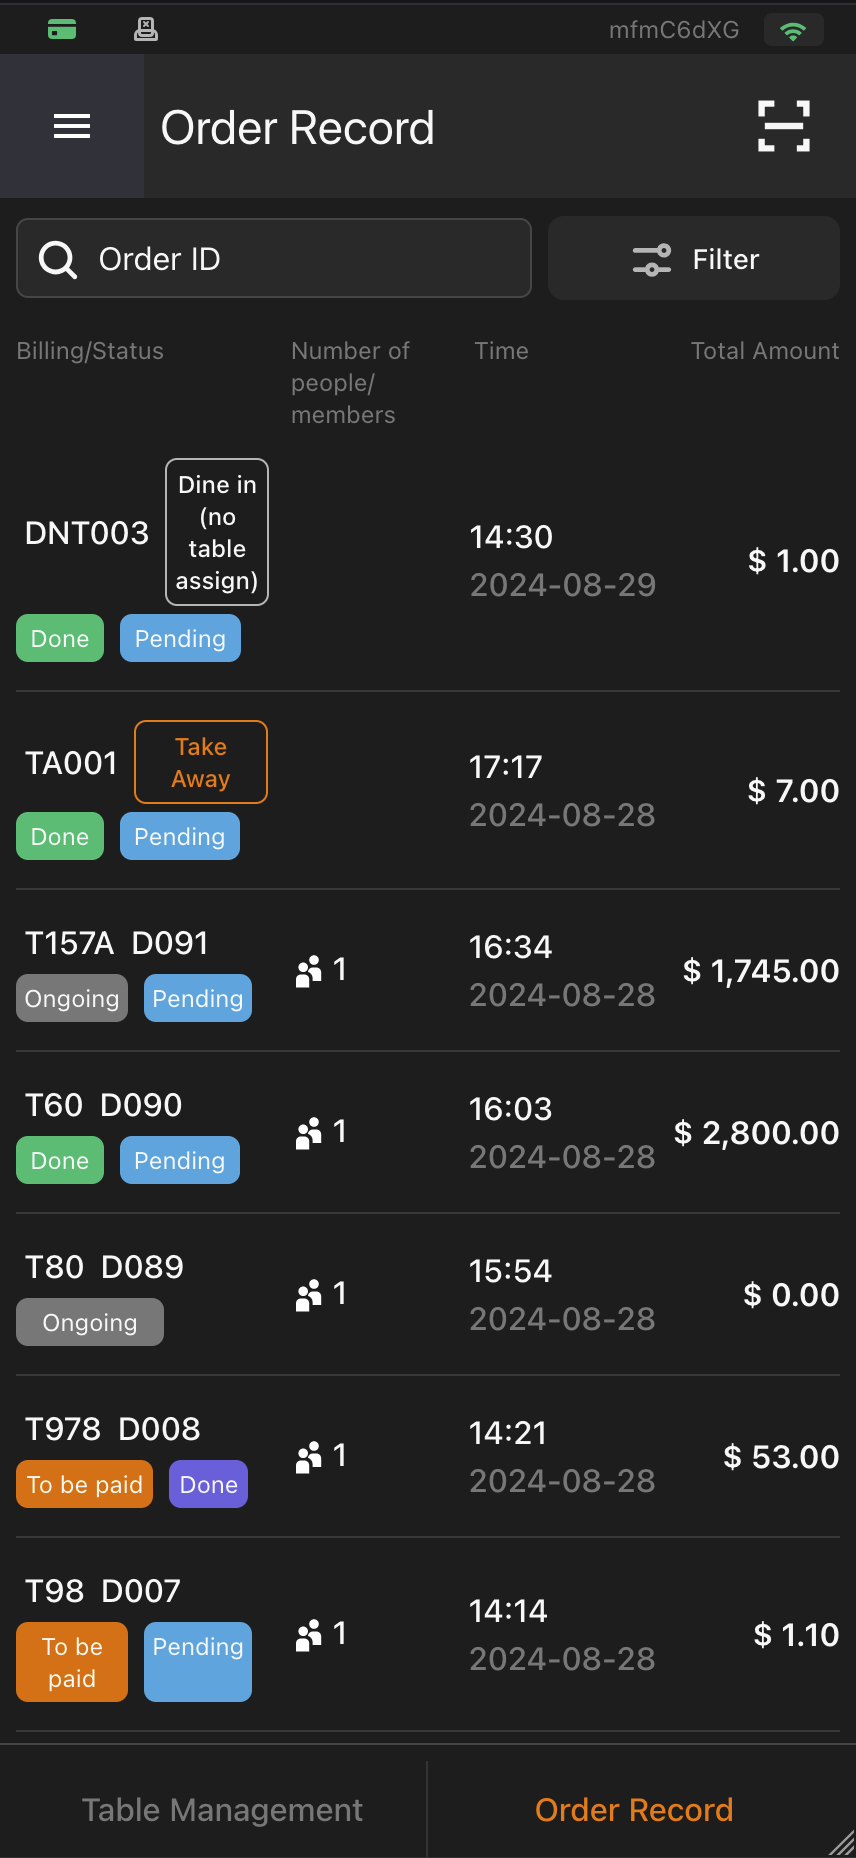 mfmC6dXG
Order Record
Order ID
Filter
Billing/Status
Number of
people/
members
Time
Total Amount
DNT003
Dine in
(no
table
assign)
14:30
2024-08-29
$ 1.00
Done
Pending
TA001
Take
Away
17:17
2024-08-28
$ 7.00
Done
Pending
T157A D091
1
16:34
2024-08-28
$ 1,745.00
Ongoing
Pending
T60 D090
1
16:03
2024-08-28
$ 2,800.00
Done
Pending
T80 D089
1
15:54
2024-08-28
$ 0.00
Ongoing
T978 D008
1
14:21
2024-08-28
$ 53.00
To be paid
Done
T98 D007
1
14:14
2024-08-28
$ 1.10
To be
paid
Pending
Table Management
Order Record